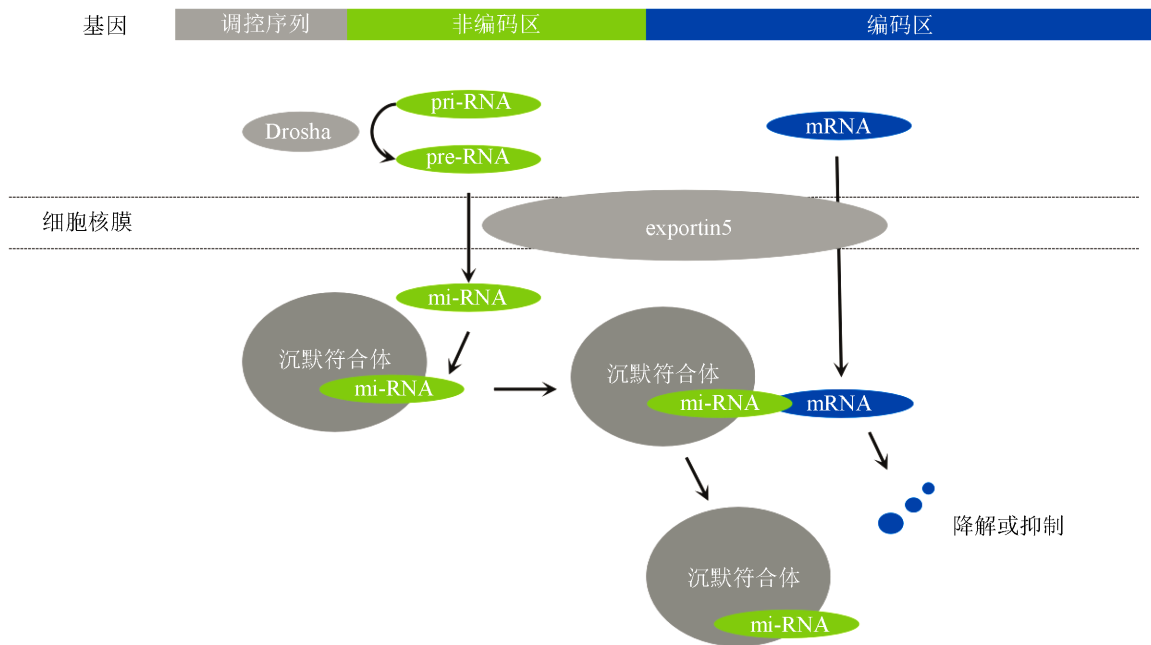 基因 调控序列 非编码区 编码区
pri-RNA
Drosha
mRNA
pre-RNA
细胞核膜
exportin5
mi-RNA
沉默符合体
mi-RNA
沉默符合体
mi-RNA
mRNA
降解或抑制
沉默符合体
mi-RNA